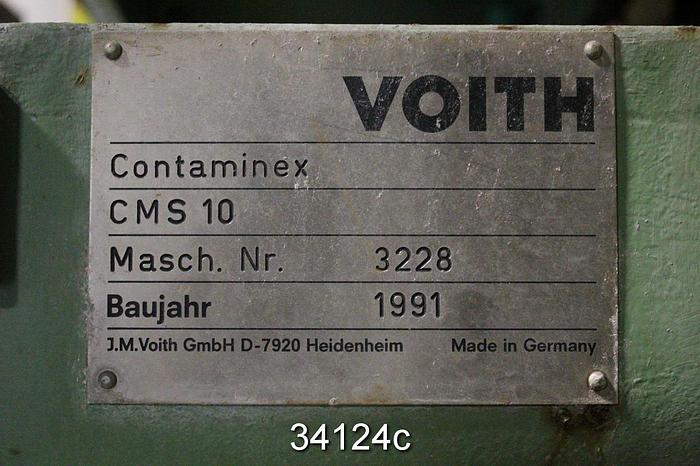 VOITH
Contaminex
CMS 10
Masch. Nr. 3228
Baujahr 1991
J.M.Voith GmbH D-7920 Heidenheim Made in Germany
34124c